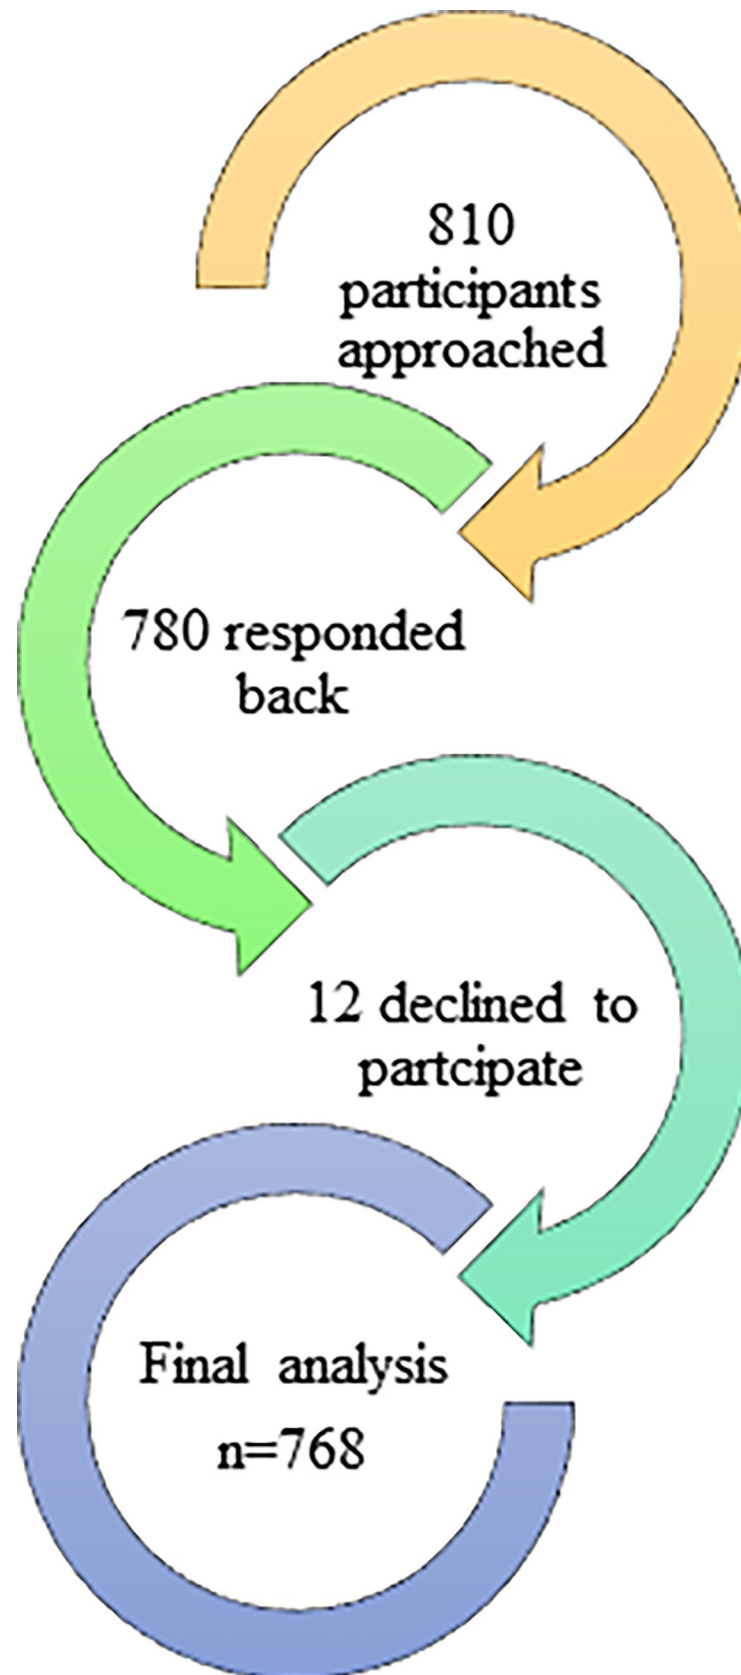 810
participants
approached
780 responded
back
12 declined to
partcipate
Final analysis
n=768